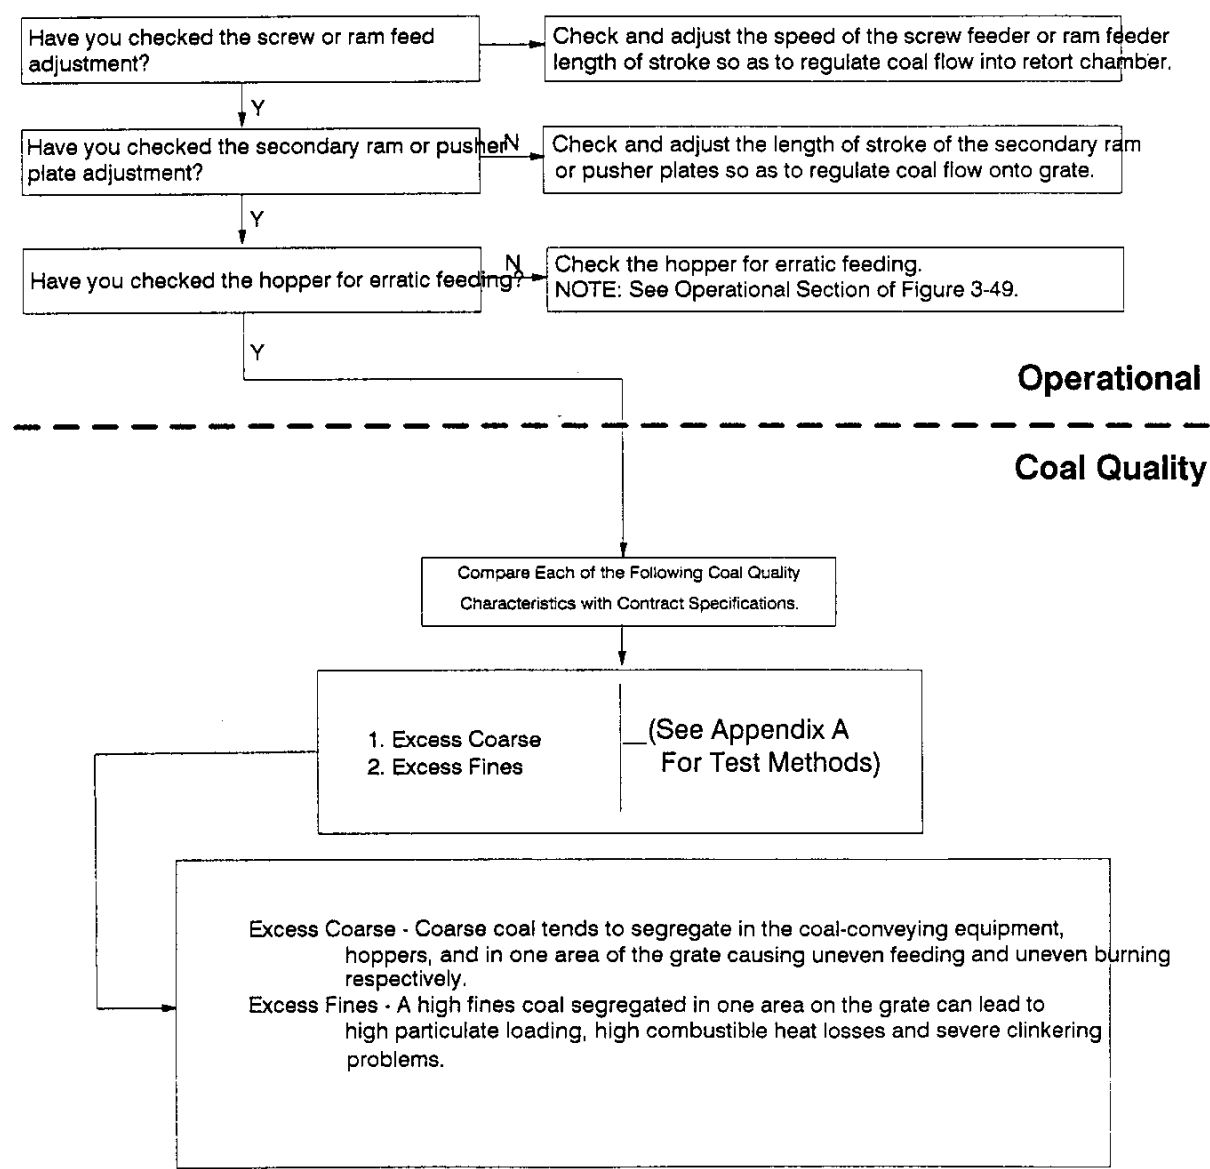 Have you checked the screw or ram feed
adjustment?
Check and adjust the speed of the screw feeder or ram feeder
length of stroke so as to regulate coal flow into retort chamber.
Y
Have you checked the secondary ram or pusher
plate adjustment?
N
Check and adjust the length of stroke of the secondary ram
or pusher plates so as to regulate coal flow onto grate.
Y
Have you checked the hopper for erratic feeding?
N
Check the hopper for erratic feeding.
NOTE: See Operational Section of Figure 3-49.
Y
Operational
Coal Quality
Compare Each of the Following Coal Quality
Characteristics with Contract Specifications.
1. Excess Coarse
2. Excess Fines
(See Appendix A
For Test Methods)
Excess Coarse - Coarse coal tends to segregate in the coal-conveying equipment,
hoppers, and in one area of the grate causing uneven feeding and uneven burning
respectively.
Excess Fines - A high fines coal segregated in one area on the grate can lead to
high particulate loading, high combustible heat losses and severe clinkering
problems.